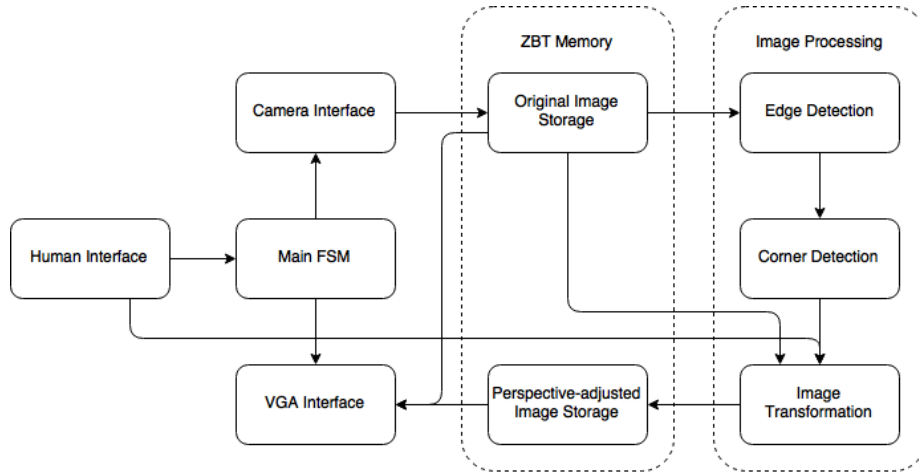 ZBT Memory
Image Processing
Camera Interface
Original Image
Storage
Edge Detection
Human Interface
Main FSM
Corner Detection
VGA Interface
Perspective-adjusted
Image Storage
Image
Transformation